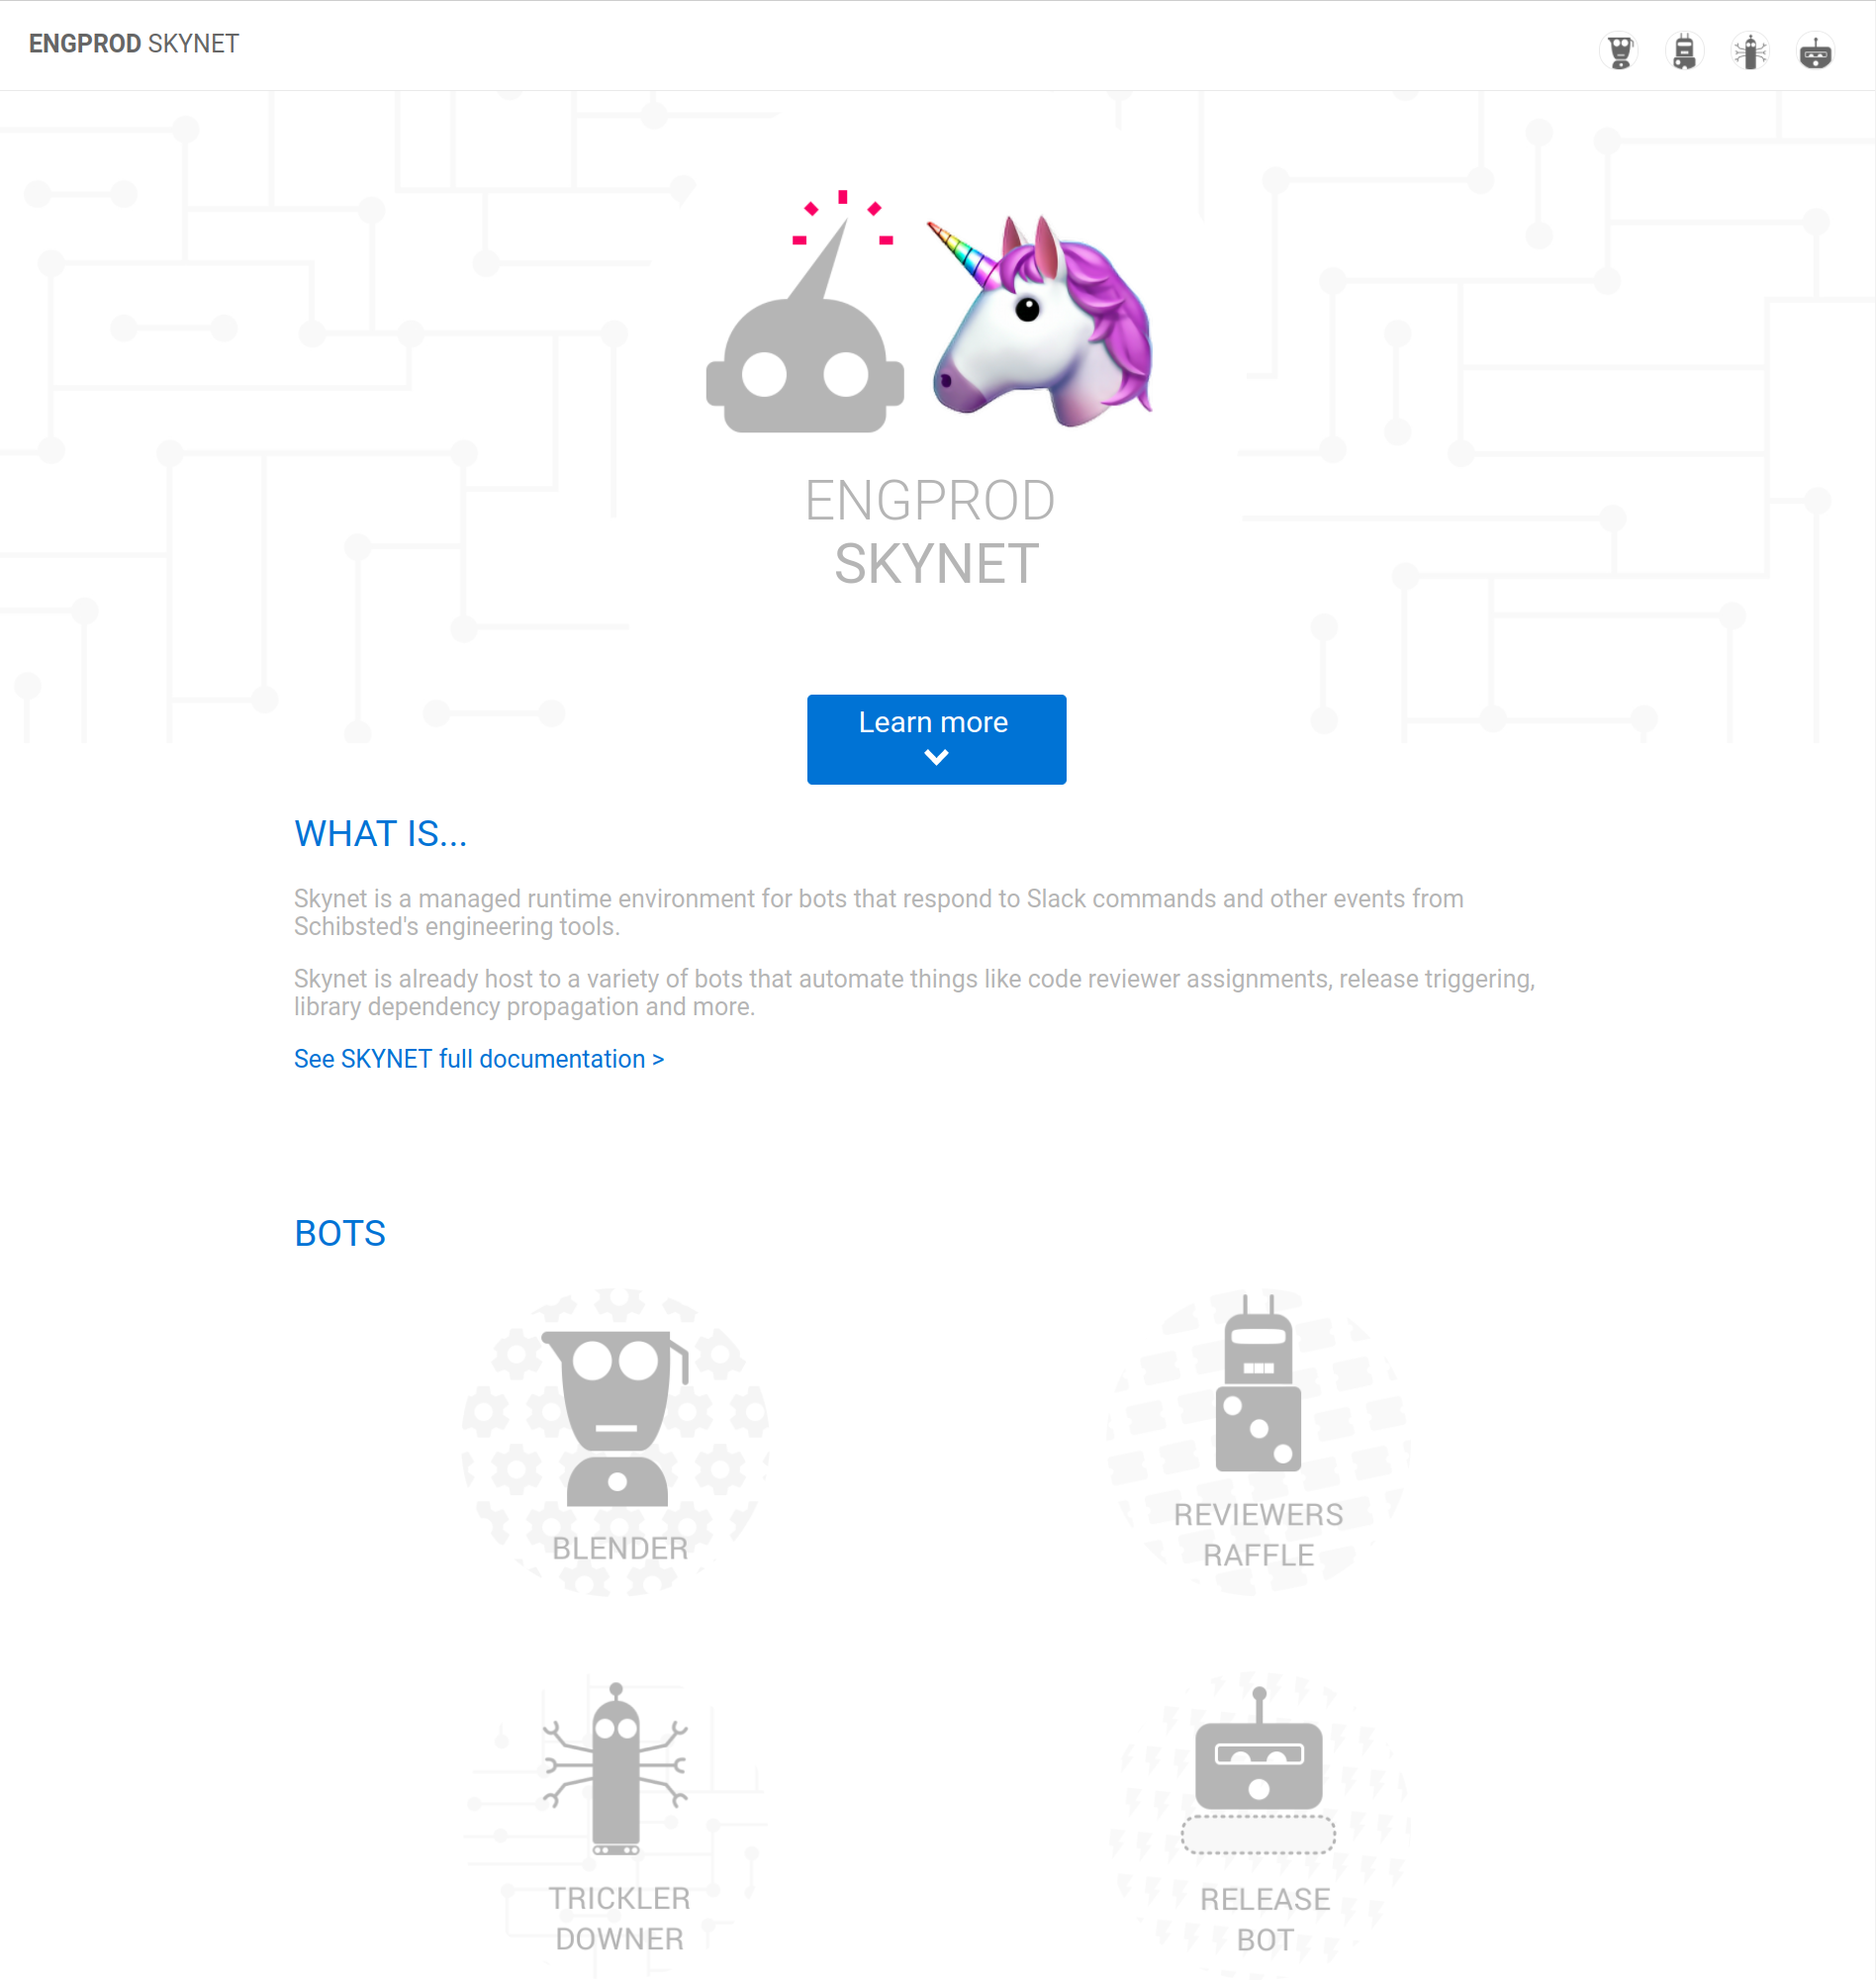 ENGPROD SKYNET
ENGPROD
SKYNET
Learn more
WHAT IS...
Skynet is a managed runtime environment for bots that respond to Slack commands and other events from
Schibsted's engineering tools.
Skynet is already host to a variety of bots that automate things like code reviewer assignments, release triggering,
library dependency propagation and more.
See SKYNET full documentation >
BOTS
BLENDER
REVIEWERS
RAFFLE
TRICKLER
DOWNER
RELEASE
BOT